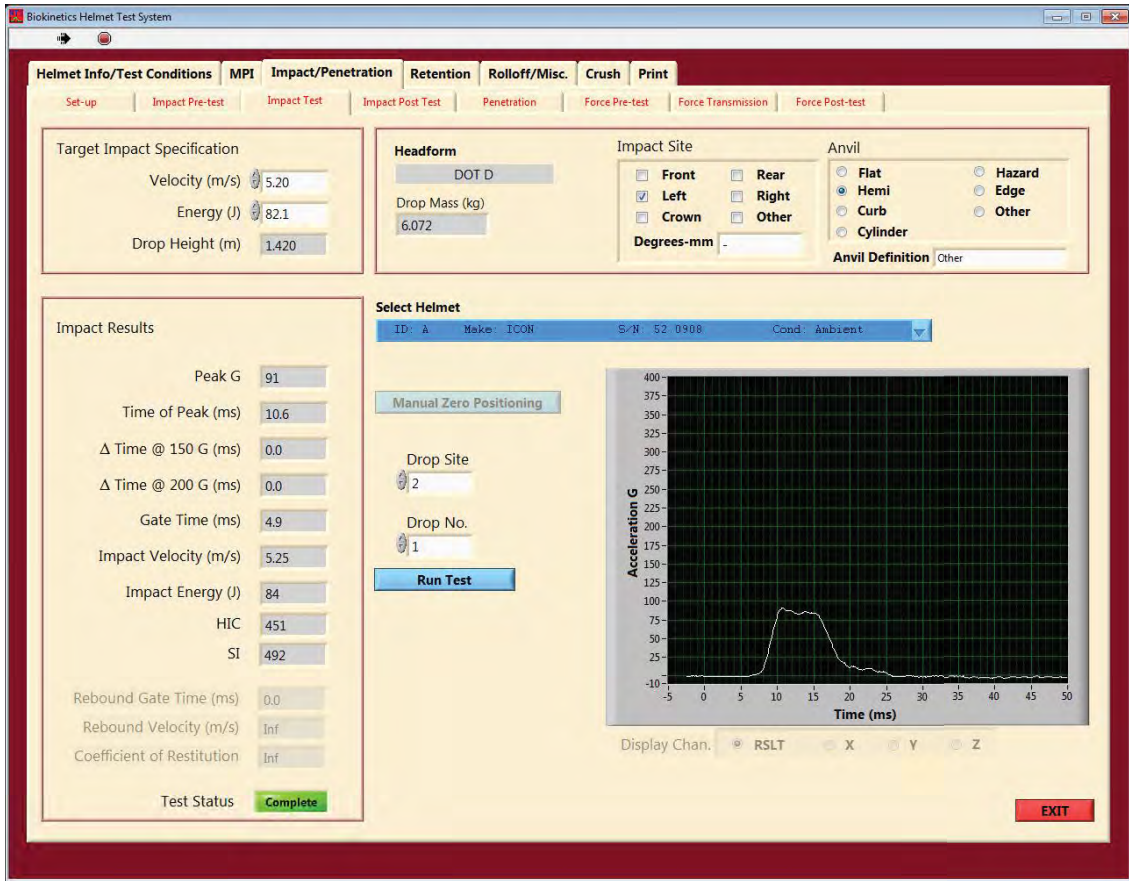 Biokinetics Helmet Test System
Helmet Info/Test Conditions MPI Impact/Penetration Retention Rolloff/Misc. Crush Print
Set-up Impact Pre-test Impact Test Impact Post Test Penetration Force Pre-test Force Transmission Force Post-test
Target Impact Specification
Velocity (m/s) 5.20
Energy (J) 82.1
Drop Height (m) 1.420
Headform
DOT D
Drop Mass (kg)
6.072
Impact Site
Front Rear
Left Right
Crown Other
Degrees-mm -
Anvil
Flat Hazard
Hemi Edge
Curb Other
Cylinder
Anvil Definition Other
Impact Results
Peak G 91
Time of Peak (ms) 10.6
Δ Time @ 150 G (ms) 0.0
Δ Time @ 200 G (ms) 0.0
Gate Time (ms) 4.9
Impact Velocity (m/s) 5.25
Impact Energy (J) 84
HIC 451
SI 492
Rebound Gate Time (ms) 0.0
Rebound Velocity (m/s) Inf
Coefficient of Restitution Inf
Test Status Complete
Select Helmet
ID: A Make: ICON S/N: 52 0908 Cond: Ambient
Manual Zero Positioning
Drop Site
2
Drop No.
1
Run Test
Acceleration G
400
375
350
325
300
275
250
225
200
175
150
125
100
75
50
25
-10
-5 0 5 10 15 20 25 30 35 40 45 50
Time (ms)
Display Chan. RSLT X Y Z
EXIT